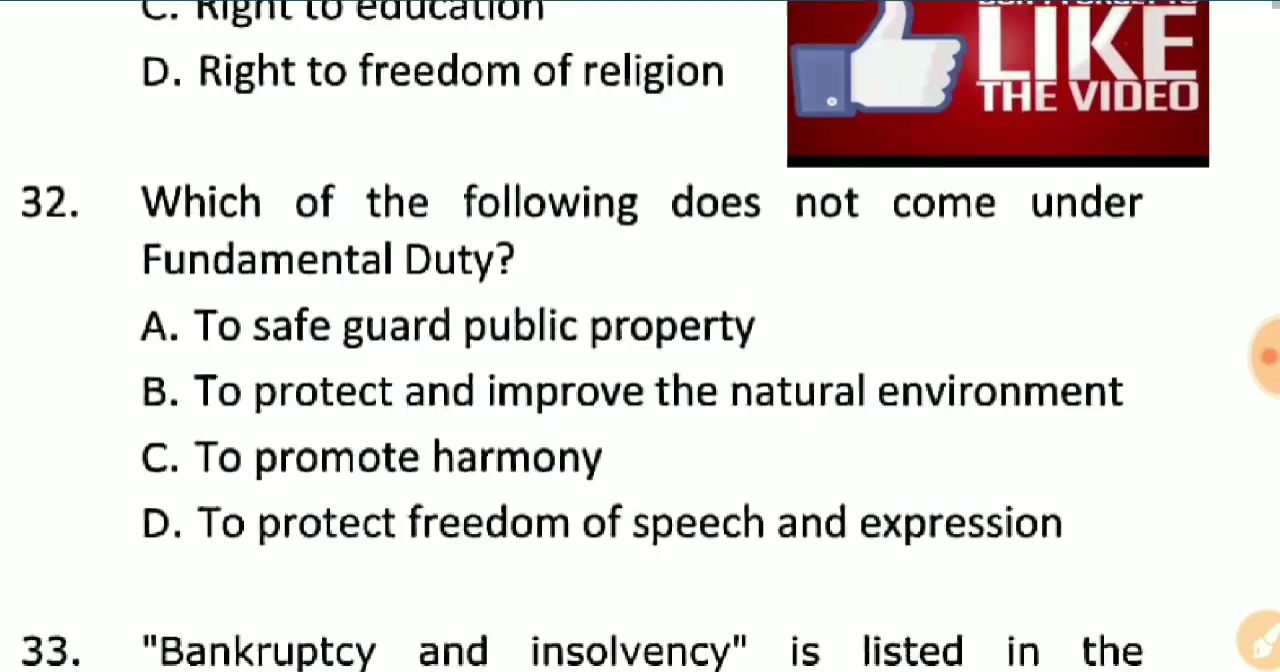 C. Right to education
D. Right to freedom of religion
LIKE
THE VIDEO
32. Which of the following does not come under
Fundamental Duty?
A. To safe guard public property
B. To protect and improve the natural environment
C. To promote harmony
D. To protect freedom of speech and expression
33. "Bankruptcy and insolvency" is listed in the